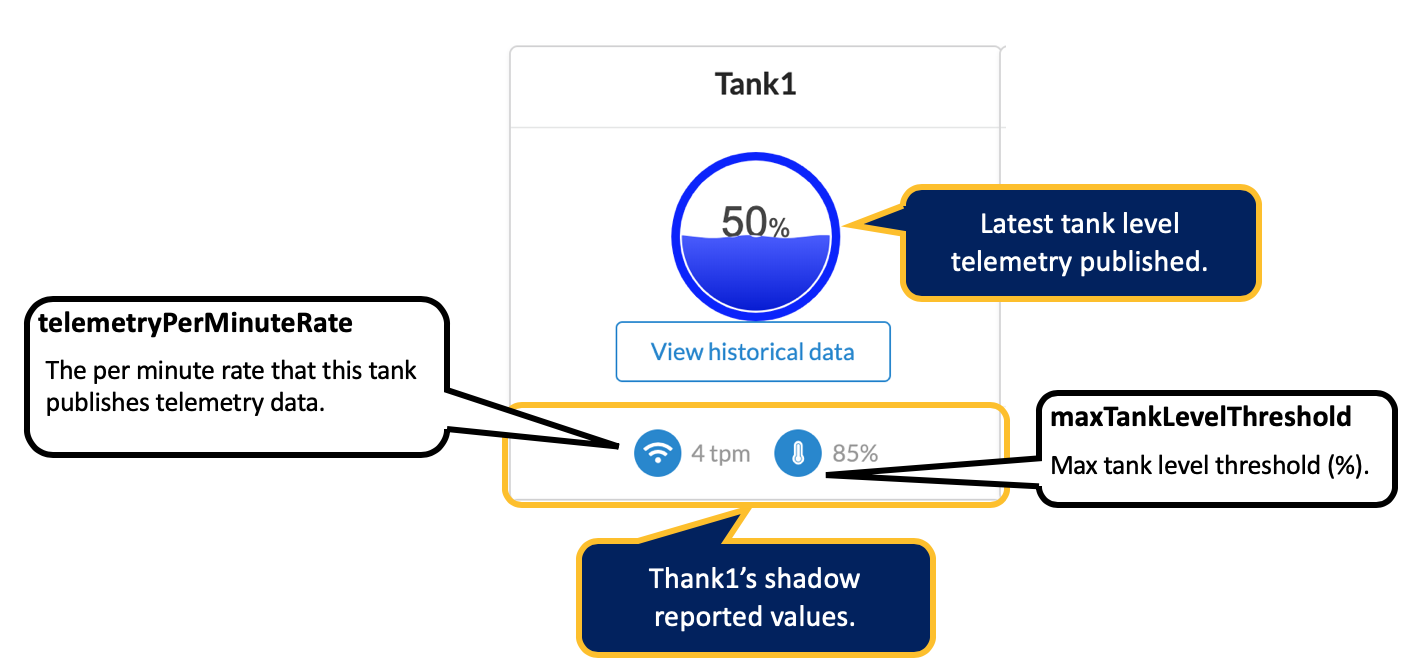 Tank1
50%
Latest tank level
telemetry published.
telemetryPerMinuteRate
The per minute rate that this tank
publishes telemetry data.
View historical data
4 tpm
85%
maxTankLevelThreshold
Max tank level threshold (%).
Thank1’s shadow
reported values.